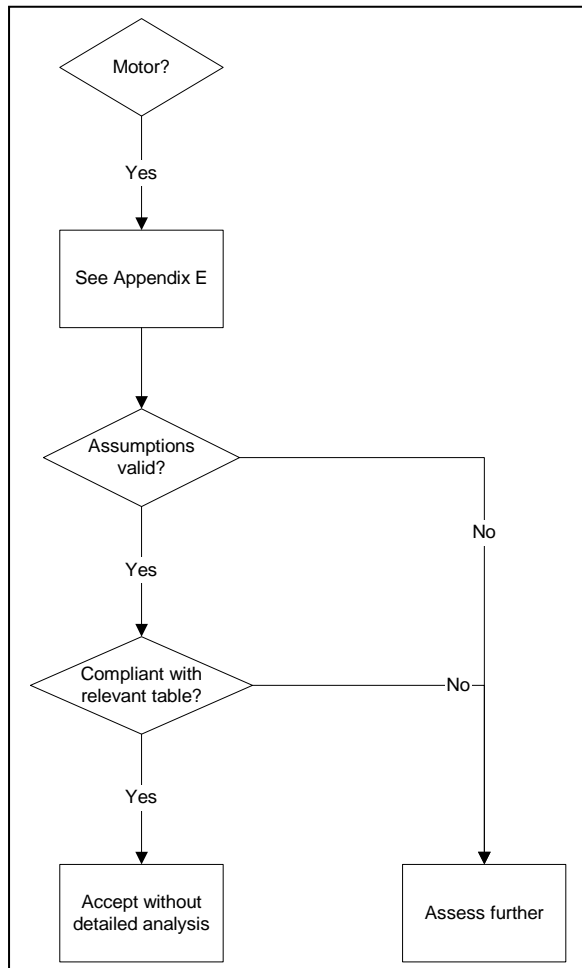 Motor?
Yes
See Appendix E
Assumptions
valid?
No
Yes
Compliant with
relevant table?
No
Yes
Accept without
detailed analysis
Assess further